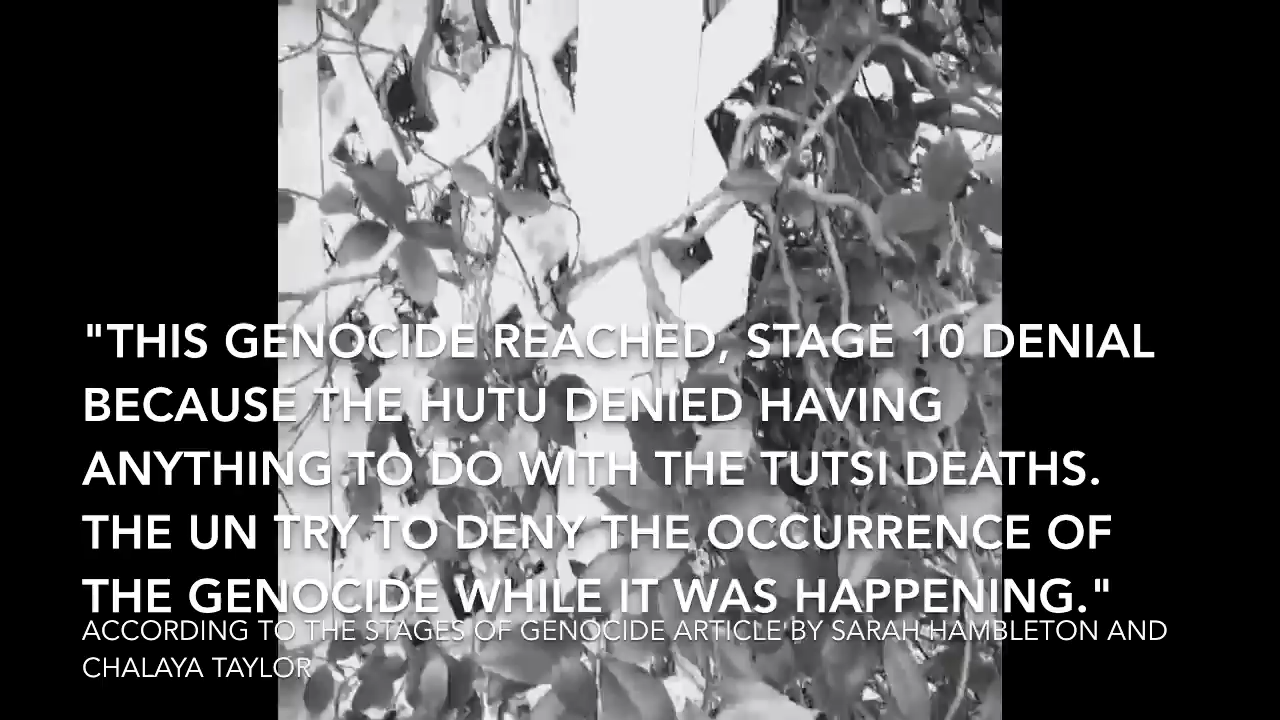 "THIS GENOCIDE REACHED, STAGE 10 DENIAL
BECAUSE THE HUTU DENIED HAVING
ANYTHING TO DO WITH THE TUTSI DEATHS.
THE UN TRY TO DENY THE OCCURRENCE OF
THE GENOCIDE WHILE IT WAS HAPPENING."
ACCORDING TO THE STAGES OF GENOCIDE ARTICLE BY SARAH HAMBLETON AND
CHALAYA TAYLOR